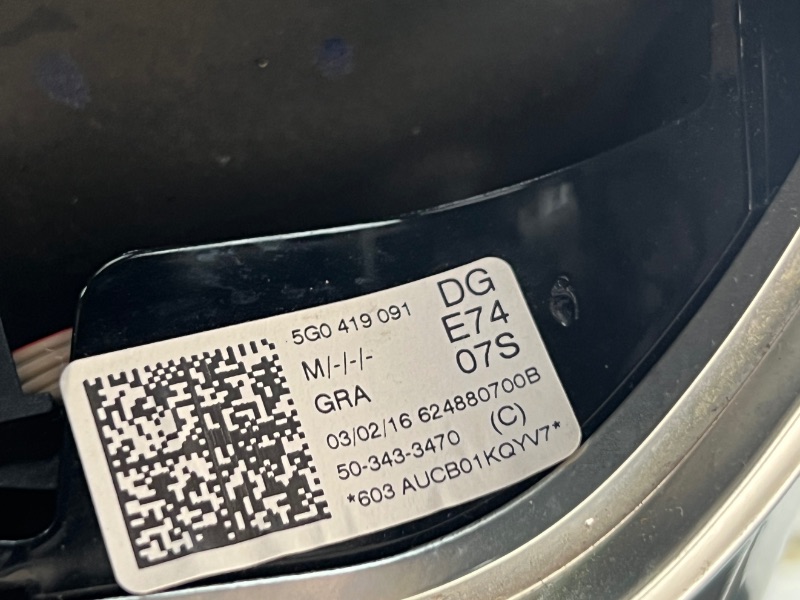 5G0 419 091 DG
M/-/-/- E74
GRA 07S
03/02/16 624880700B
50-343-3470 (C)
*603 AUCB01KQYV7*